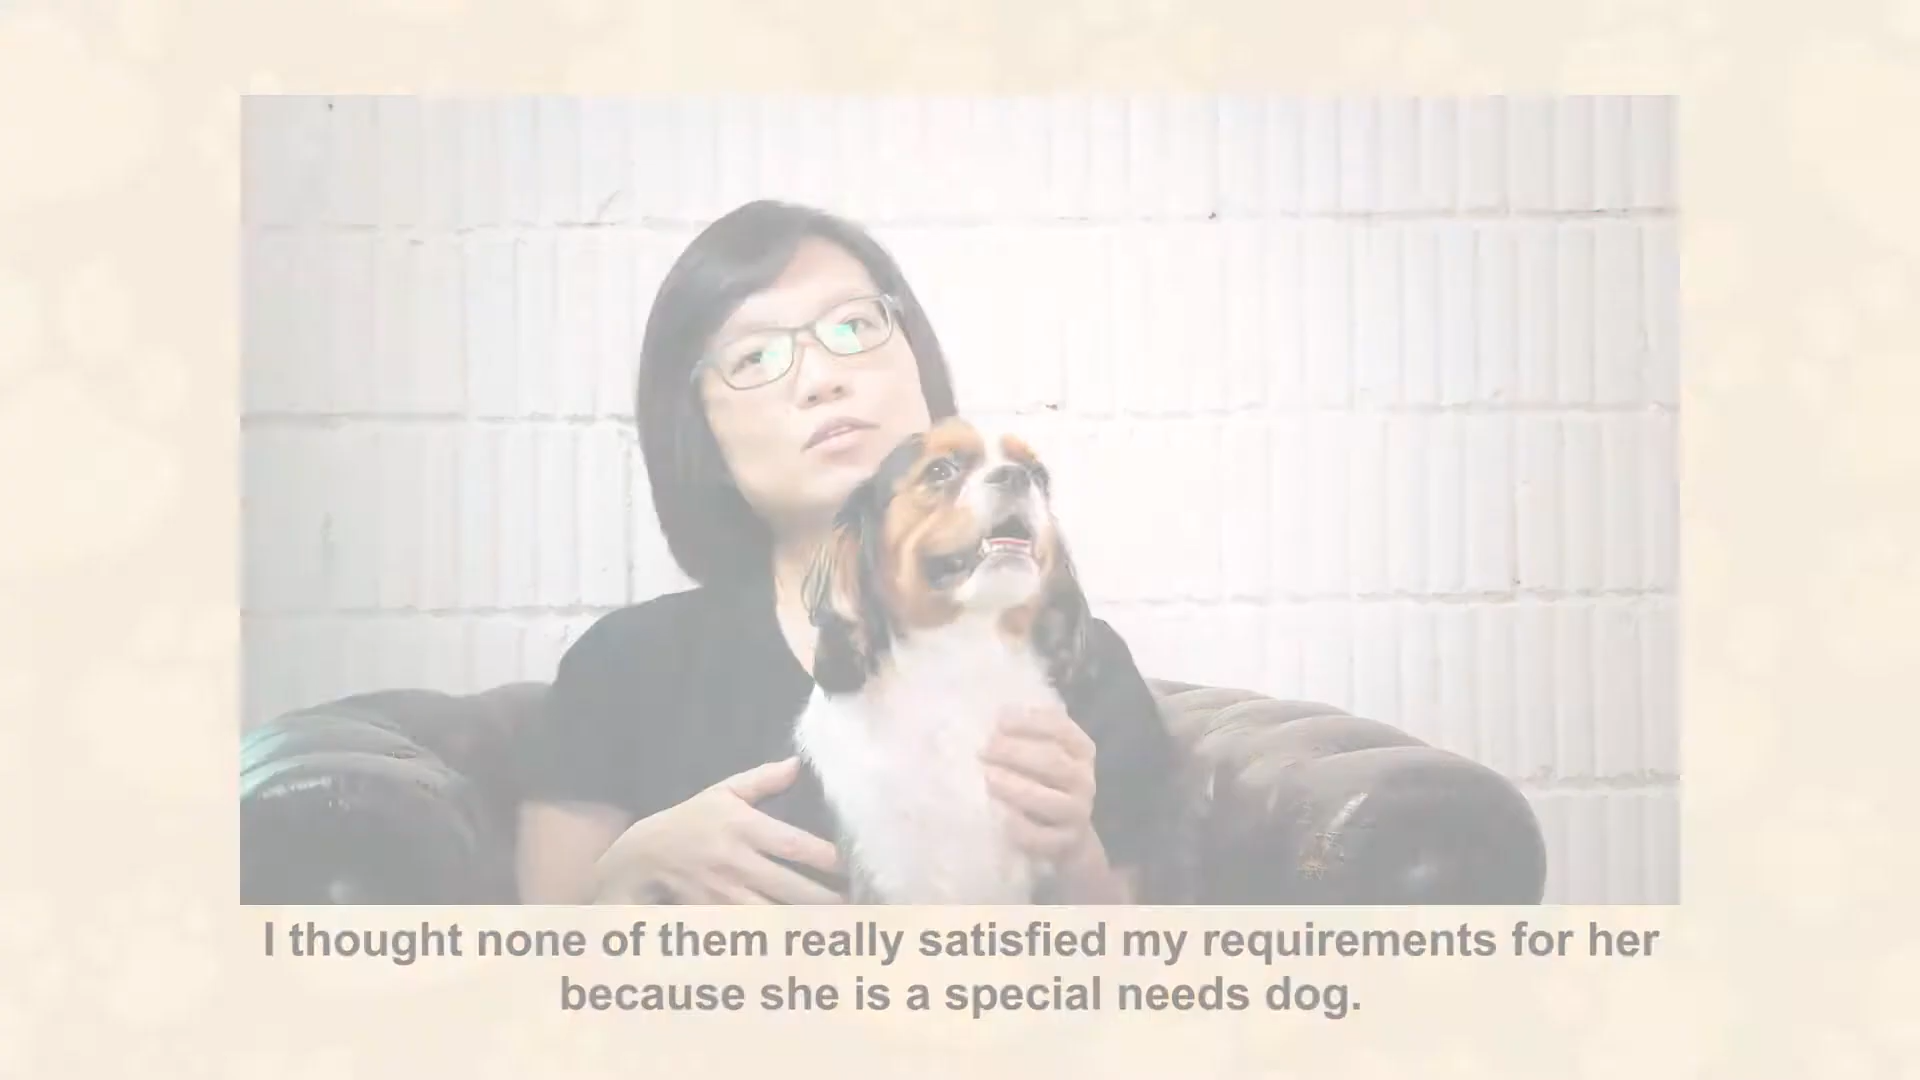 I thought none of them really satisfied my requirements for her
because she is a special needs dog.